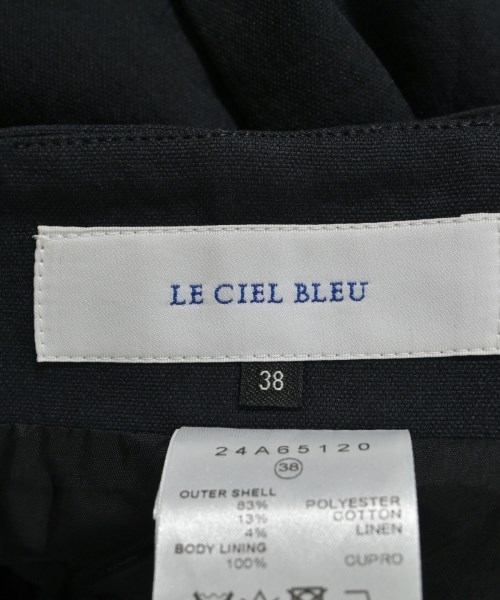 LE CIEL BLEU
38
24A65120
38
OUTER SHELL
83% POLYESTER
13% COTTON
4% LINEN
BODY LINING
100% CUPRO